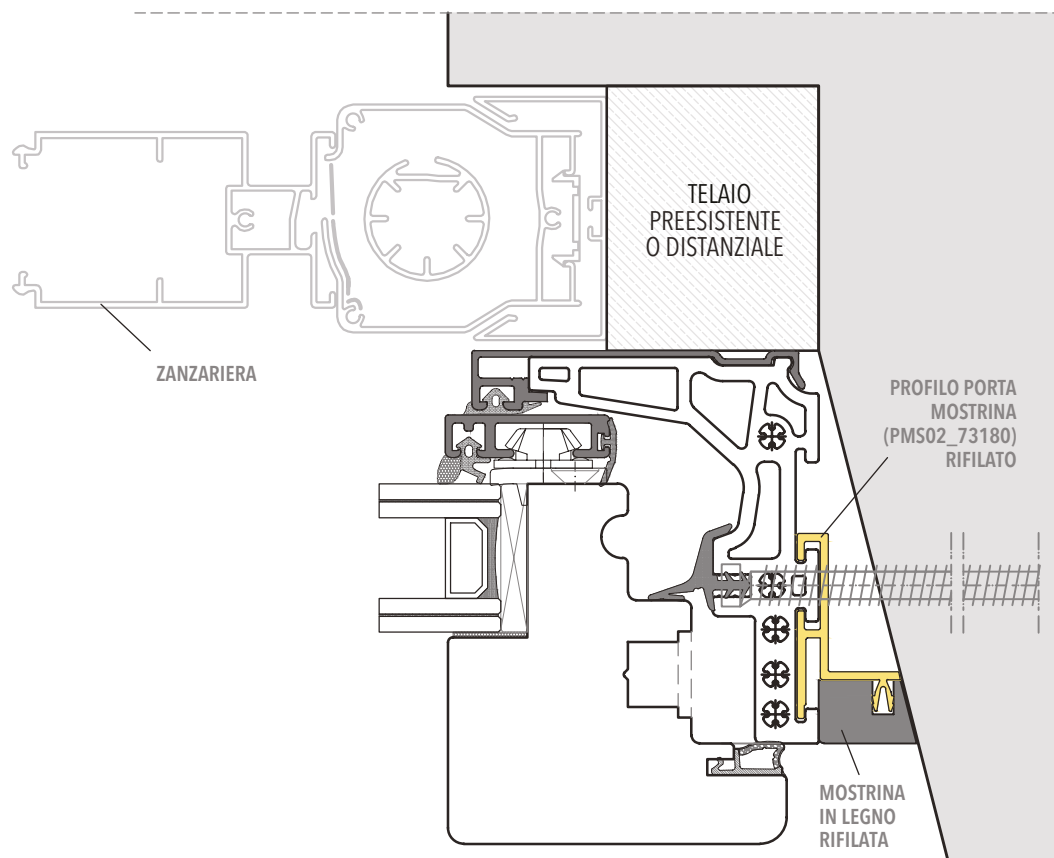 TELAIO
PREESISTENTE
O DISTANZIALE
ZANZARIERA
PROFILO PORTA
MOSTRINA
(PMS02_73180)
RIFILATO
MOSTRINA
IN LEGNO
RIFILATA